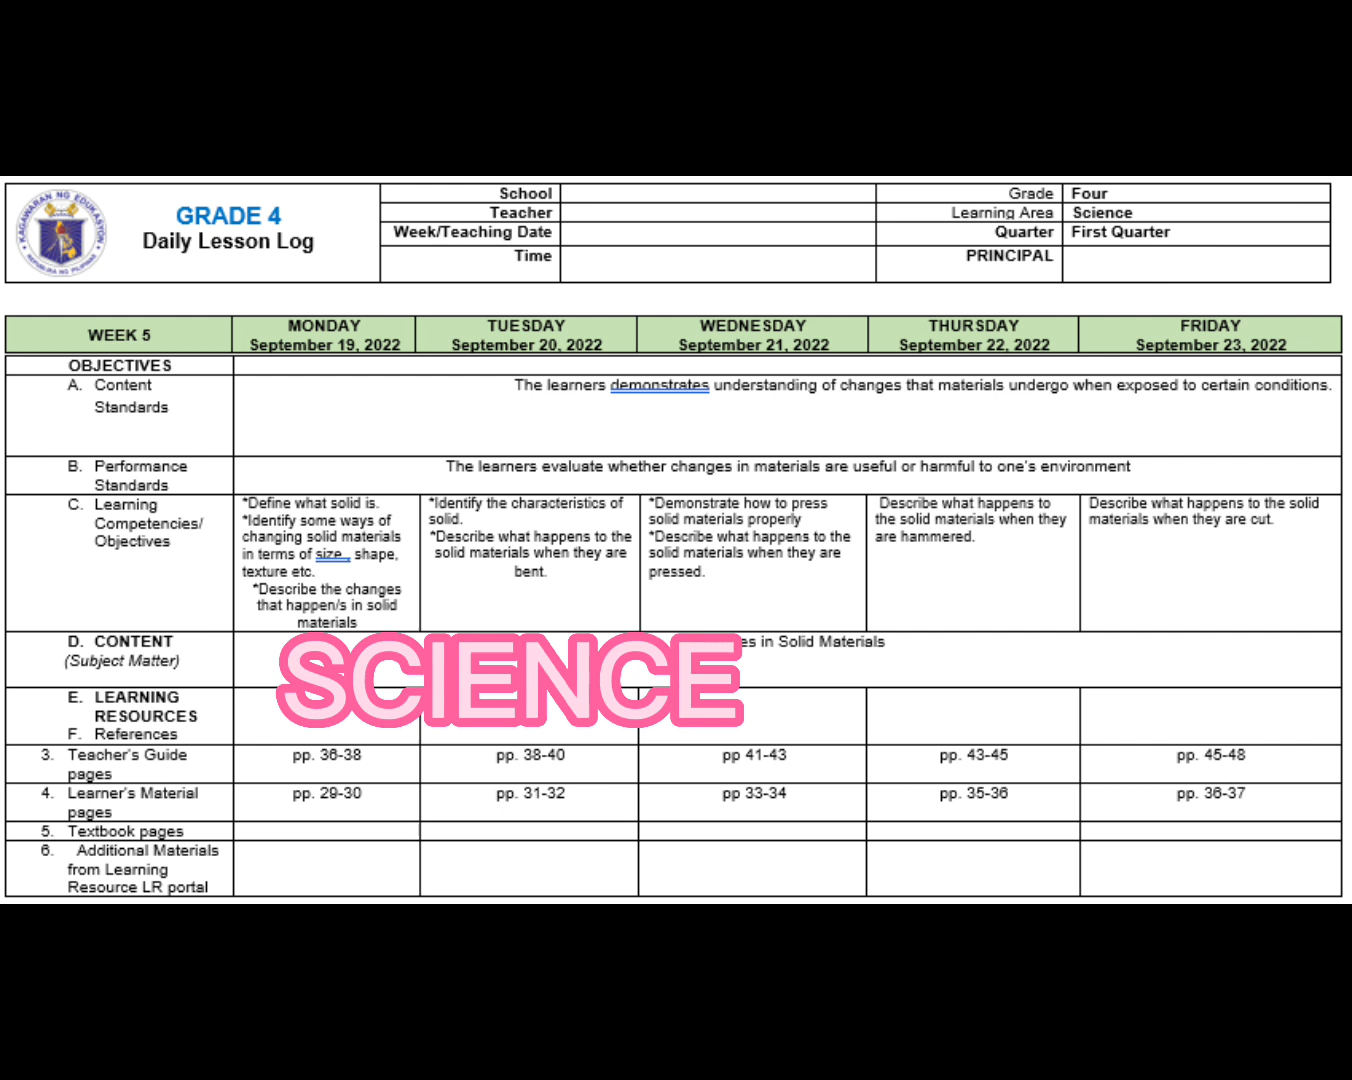 KAGAWARAN NG EDUKASYON
REPUBLIKA NG PILIPINAS
GRADE 4
Daily Lesson Log
School
Teacher
Week/Teaching Date
Time
Grade Four
Learning Area Science
Quarter First Quarter
PRINCIPAL
WEEK 5
MONDAY
September 19, 2022
TUESDAY
September 20, 2022
WEDNESDAY
September 21, 2022
THURSDAY
September 22, 2022
FRIDAY
September 23, 2022
OBJECTIVES
A. Content
Standards
The learners demonstrates understanding of changes that materials undergo when exposed to certain conditions.
B. Performance
Standards
The learners evaluate whether changes in materials are useful or harmful to one's environment
C. Learning
Competencies/
Objectives
*Define what solid is.
*Identify some ways of
changing solid materials
in terms of size, shape,
texture etc.
*Describe the changes
that happen/s in solid
materials
*Identify the characteristics of
solid.
*Describe what happens to the
solid materials when they are
bent.
*Demonstrate how to press
solid materials properly
*Describe what happens to the
solid materials when they are
pressed.
Describe what happens to
the solid materials when they
are hammered.
Describe what happens to the solid
materials when they are cut.
D. CONTENT
(Subject Matter)
in Solid Materials
SCIENCE
E. LEARNING
RESOURCES
F. References
3. Teacher's Guide
pages
pp. 36-38
pp. 38-40
pp 41-43
pp. 43-45
pp. 45-48
4. Learner's Material
pages
pp. 29-30
pp. 31-32
pp 33-34
pp. 35-36
pp. 36-37
5. Textbook pages
6. Additional Materials
from Learning
Resource LR portal